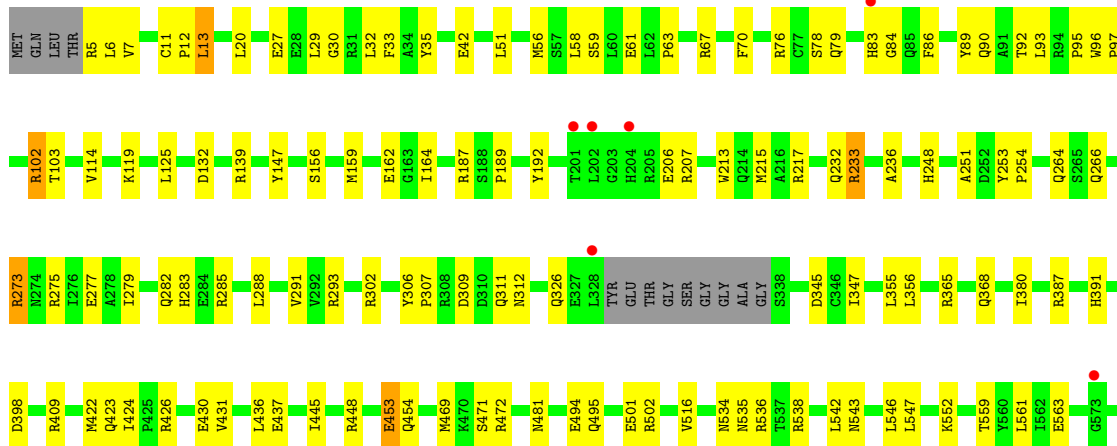 MET GLN LEU THR R5 L6 V7 C11 P12 L13 L20 E27 E28 L29 G30 R31 L32 F33 A34 Y35 E42 L51 M56 S57 L58 S59 L60 E61 L62 P63 R67 F70 R76 C77 S78 Q79 H83 G84 Q85 F86 Y89 Q90 A91 T92 L93 R94 P95 W96 P97
R102 T103 V114 K119 L125 D132 R139 Y147 S156 M159 E162 G163 I164 R187 S188 P189 Y192 T201 L202 G203 H204 R205 E206 R207 W213 Q214 M215 A216 R217 Q232 R233 A236 H248 A251 D252 Y253 P254 Q264 S265 Q266
R273 N274 R275 I276 E277 A278 I279 Q282 H283 E284 R285 L288 V291 V292 R293 R302 Y306 P307 R308 D309 D310 Q311 N312 Q326 E327 L328 TYR GLU THR GLY SER GLY GLY ALA GLY S338 D345 C346 I347 L355 L356 R365 Q368 I380 R387 H391
D398 R409 M422 Q423 I424 P425 R426 E430 V431 L436 E437 I445 R448 E453 Q454 M469 K470 S471 R472 N481 E494 Q495 E501 R502 V516 N534 N535 R536 T537 R538 L542 N543 L546 L547 K552 T559 Y560 L561 I562 E563 G573